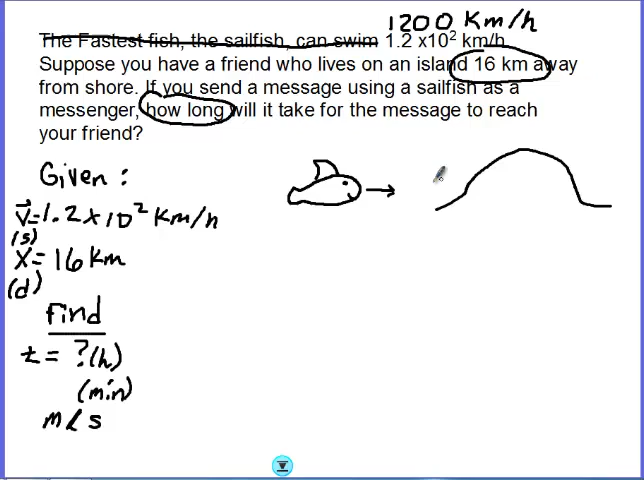 1200 Km/h
The Fastest fish, the sailfish, can swim 1.2 x10² km/h.
Suppose you have a friend who lives on an island 16 km away
from shore. If you send a message using a sailfish as a
messenger, how long will it take for the message to reach
your friend?
Given :
v⃗=1.2 x 10² Km/h
(s)
X= 16 km
(d)
Find
t = ?(h)
(min)
m & s